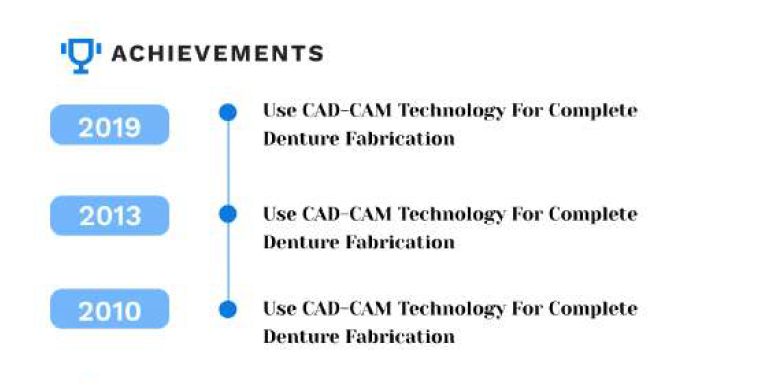 ACHIEVEMENTS
2019
Use CAD-CAM Technology For Complete
Denture Fabrication
2013
Use CAD-CAM Technology For Complete
Denture Fabrication
2010
Use CAD-CAM Technology For Complete
Denture Fabrication